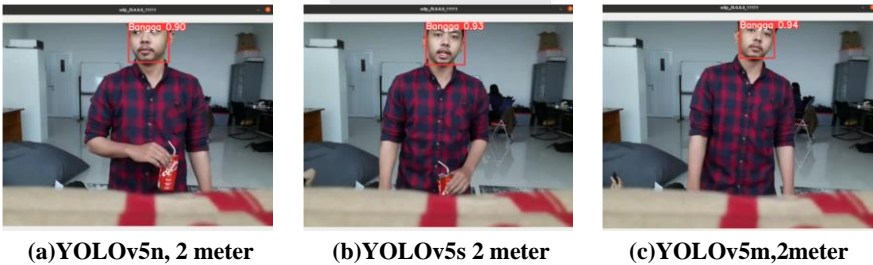 Bangga 0.90
Bangga 0.93
Bangga 0.94
(a)YOLOv5n, 2 meter
(b)YOLOv5s 2 meter
(c)YOLOv5m,2meter